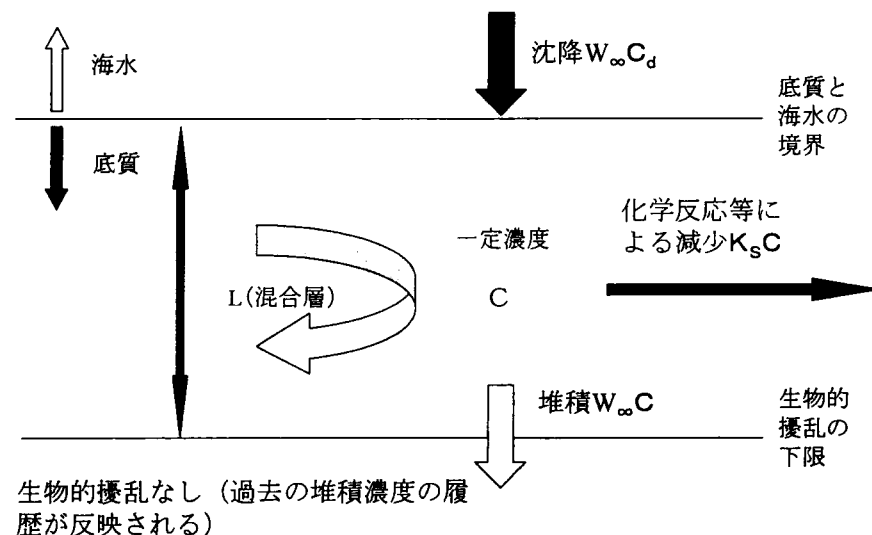 海水
沈降W∞Cd
底質と
海水の
境界
底質
化学反応等に
よる減少KSC
一定濃度
L(混合層)
C
堆積W∞C
生物的
擾乱の
下限
生物的擾乱なし（過去の堆積濃度の履
歴が反映される）